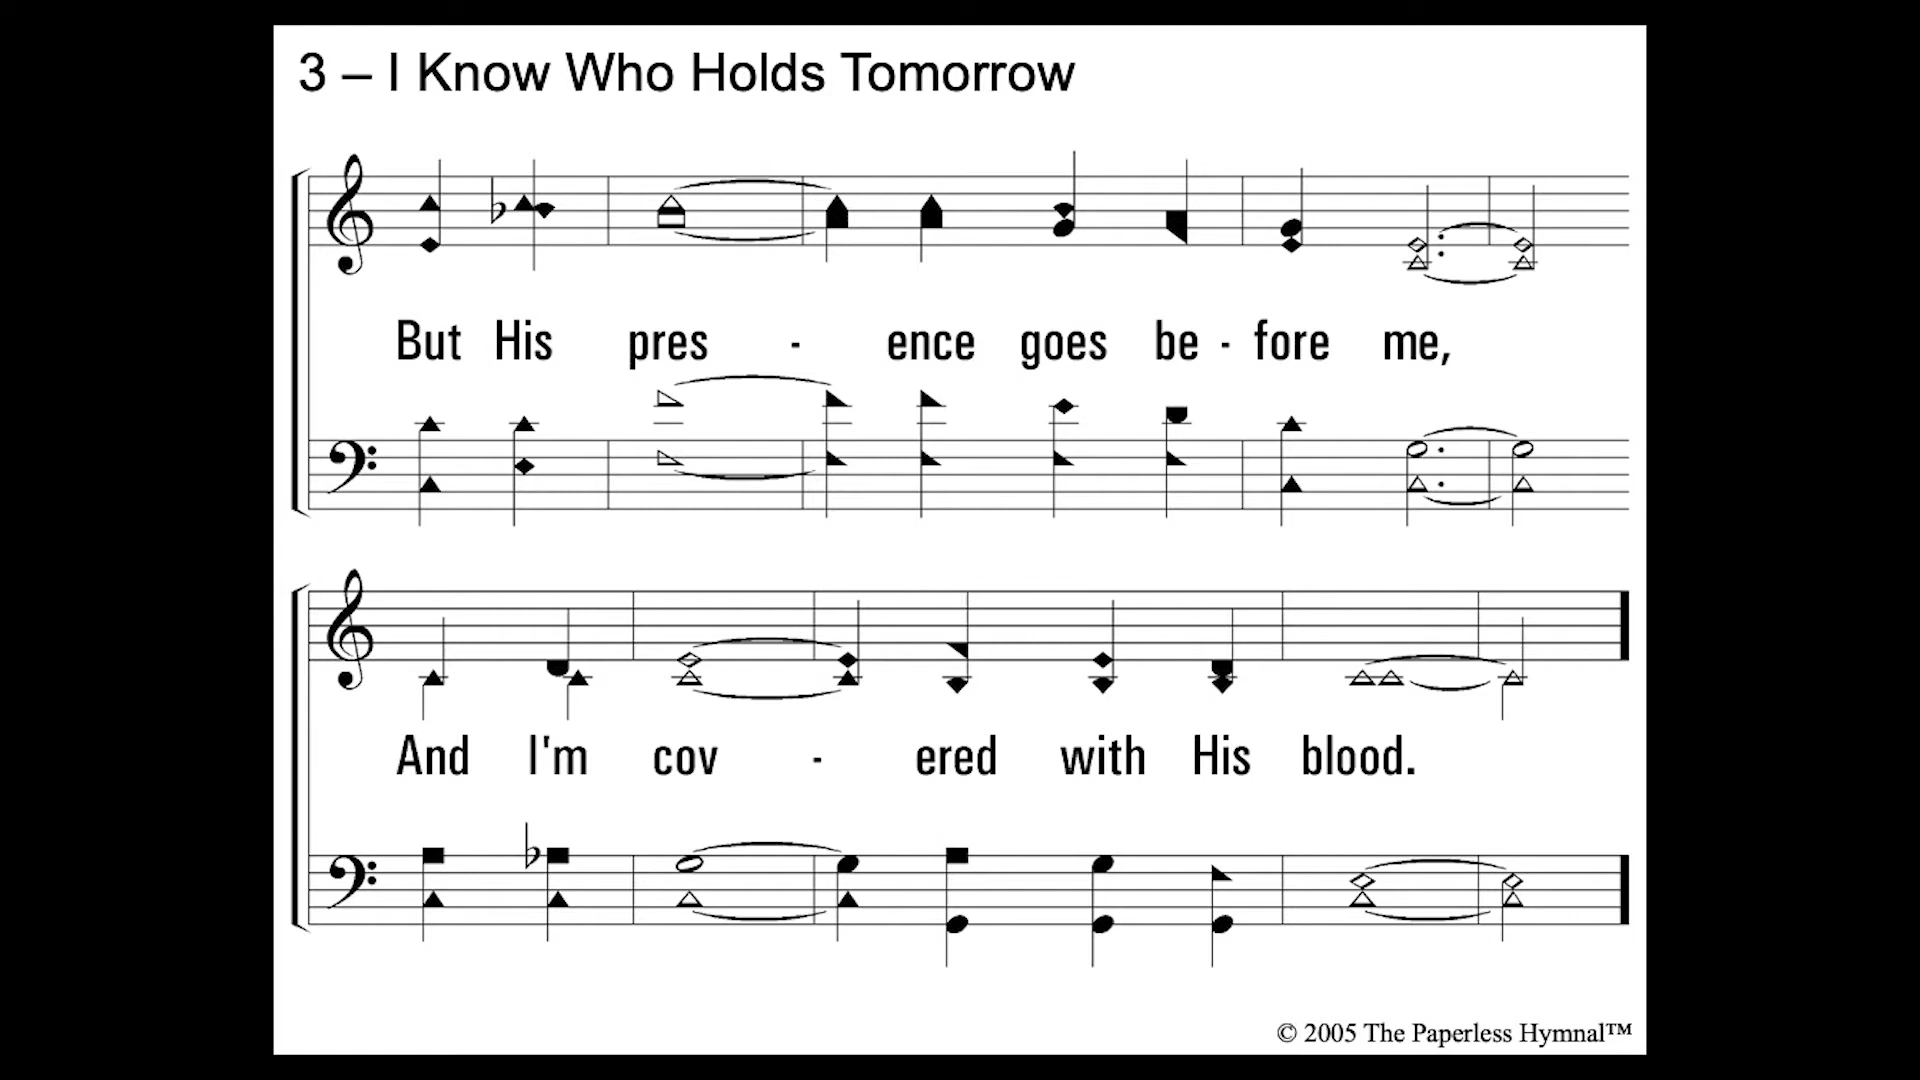 3 – I Know Who Holds Tomorrow
But His pres - ence goes be - fore me,
And I'm cov - ered with His blood.
© 2005 The Paperless Hymnal™